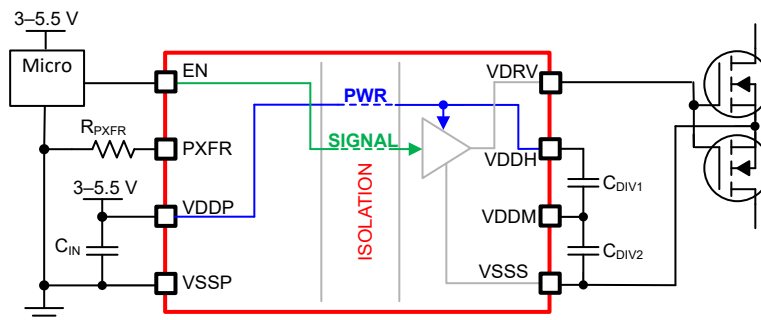 3–5.5 V
Micro
EN
PWR
VDRV
RPXFR
PXFR
SIGNAL
VDDH
3–5.5 V
VDDP
ISOLATION
CDIV1
VDDM
CIN
CDIV2
VSSP
VSSS